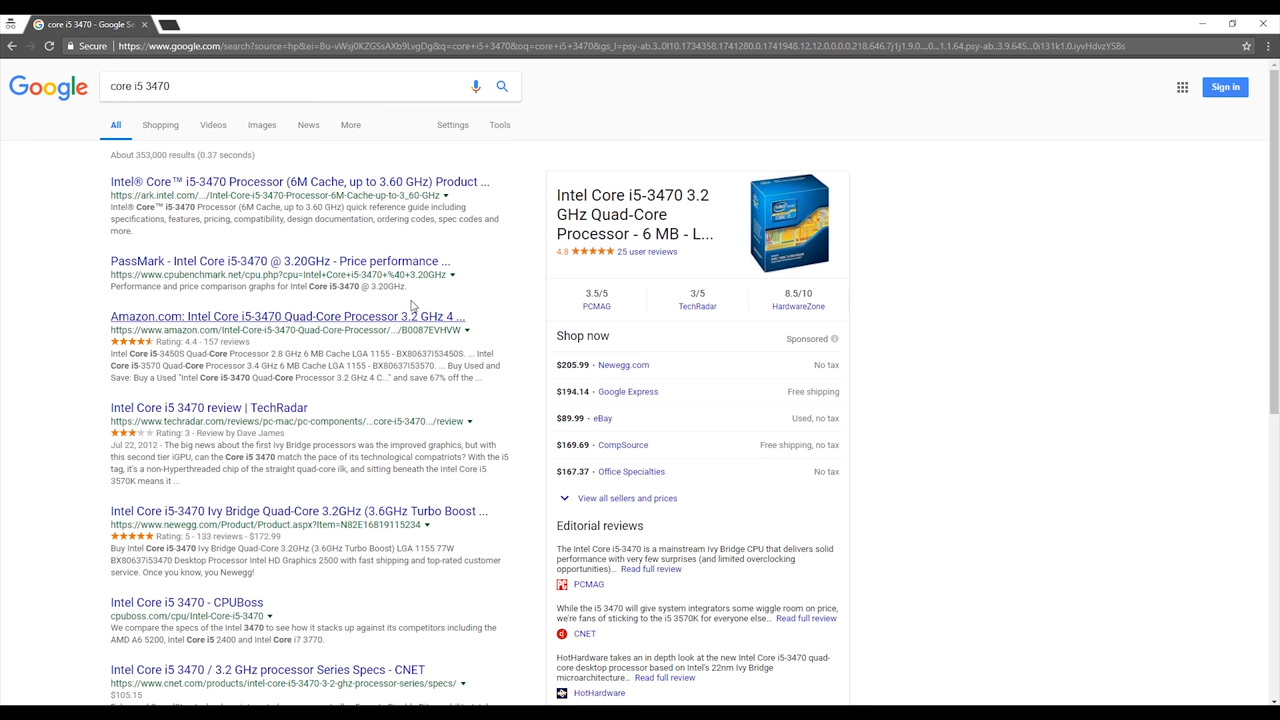 core i5 3470 - Google Se
Secure
https://www.google.com/search?source=hp&ei=Bu-vWsj0KZGSsAXb9LvgDg&q=core+i5+3470&oq=core+i5+3470&gs_l=psy-ab.3..0l10.1734358.1741280.0.1741948.12.12.0.0.0.0.218.646.7j1j1.9.0....0...1.1.64.psy-ab..3.9.645...0i131k1.0.iyvHdvzYSBs
Google
core i5 3470
Sign in
All Shopping Videos Images News More Settings Tools
About 353,000 results (0.37 seconds)
Intel® Core™ i5-3470 Processor (6M Cache, up to 3.60 GHz) Product ...
https://ark.intel.com/.../Intel-Core-i5-3470-Processor-6M-Cache-up-to-3_60-GHz
Intel® Core™ i5-3470 Processor (6M Cache, up to 3.60 GHz) quick reference guide including
specifications, features, pricing, compatibility, design documentation, ordering codes, spec codes and
more.
PassMark - Intel Core i5-3470 @ 3.20GHz - Price performance ...
https://www.cpubenchmark.net/cpu.php?cpu=Intel+Core+i5-3470+%40+3.20GHz
Performance and price comparison graphs for Intel Core i5-3470 @ 3.20GHz.
Amazon.com: Intel Core i5-3470 Quad-Core Processor 3.2 GHz 4 ...
https://www.amazon.com/Intel-Core-i5-3470-Quad-Core-Processor/.../B0087EVHVW
Rating: 4.4 - 157 reviews
Intel Core i5-3450S Quad-Core Processor 2.8 GHz 6 MB Cache LGA 1155 - BX80637I53450S. ... Intel
Core i5-3570 Quad-Core Processor 3.4 GHz 6 MB Cache LGA 1155 - BX80637I53570. ... Buy Used and
Save: Buy a Used "Intel Core i5-3470 Quad-Core Processor 3.2 GHz 4 C..." and save 67% off the ...
Intel Core i5 3470 review | TechRadar
https://www.techradar.com/reviews/pc-mac/pc-components/...core-i5-3470.../review
Rating: 3 - Review by Dave James
Jul 22, 2012 - The big news about the first Ivy Bridge processors was the improved graphics, but with
this second tier iGPU, can the Core i5 3470 match the pace of its technological compatriots? With the i5
tag, it's a non-Hyperthreaded chip of the straight quad-core ilk, and sitting beneath the Intel Core i5
3570K means it ...
Intel Core i5-3470 Ivy Bridge Quad-Core 3.2GHz (3.6GHz Turbo Boost ...
https://www.newegg.com/Product/Product.aspx?Item=N82E16819115234
Rating: 5 - 133 reviews - $172.99
Buy Intel Core i5-3470 Ivy Bridge Quad-Core 3.2GHz (3.6GHz Turbo Boost) LGA 1155 77W
BX80637i53470 Desktop Processor Intel HD Graphics 2500 with fast shipping and top-rated customer
service. Once you know, you Newegg!
Intel Core i5 3470 - CPUBoss
cpuboss.com/cpu/Intel-Core-i5-3470
We compare the specs of the Intel 3470 to see how it stacks up against its competitors including the
AMD A6 5200, Intel Core i5 2400 and Intel Core i7 3770.
Intel Core i5 3470 / 3.2 GHz processor Series Specs - CNET
https://www.cnet.com/products/intel-core-i5-3470-3-2-ghz-processor-series/specs/
$105.15
Intel Core i5-3470 3.2
GHz Quad-Core
Processor - 6 MB - L...
4.8 25 user reviews
3.5/5 3/5 8.5/10
PCMAG TechRadar HardwareZone
Shop now Sponsored
$205.99 · Newegg.com No tax
$194.14 · Google Express Free shipping
$89.99 · eBay Used, no tax
$169.69 · CompSource Free shipping, no tax
$167.37 · Office Specialties No tax
View all sellers and prices
Editorial reviews
The Intel Core i5-3470 is a mainstream Ivy Bridge CPU that delivers solid
performance with very few surprises (and limited overclocking
opportunities)... Read full review
PCMAG
While the i5 3470 will give system integrators some wiggle room on price,
we're fans of sticking to the i5 3570K for everyone else... Read full review
CNET
HotHardware takes an in depth look at the new Intel Core i5-3470 quad-
core desktop processor based on Intel's 22nm Ivy Bridge
microarchitecture... Read full review
HotHardware